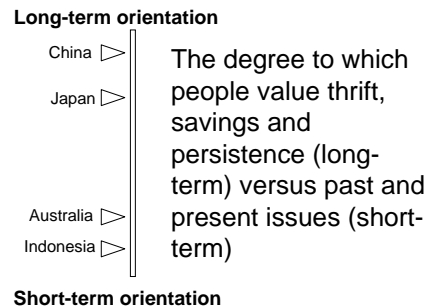 Long-term orientation
China
Japan
Australia
Indonesia
The degree to which
people value thrift,
savings and
persistence (long-
term) versus past and
present issues (short-
term)
Short-term orientation